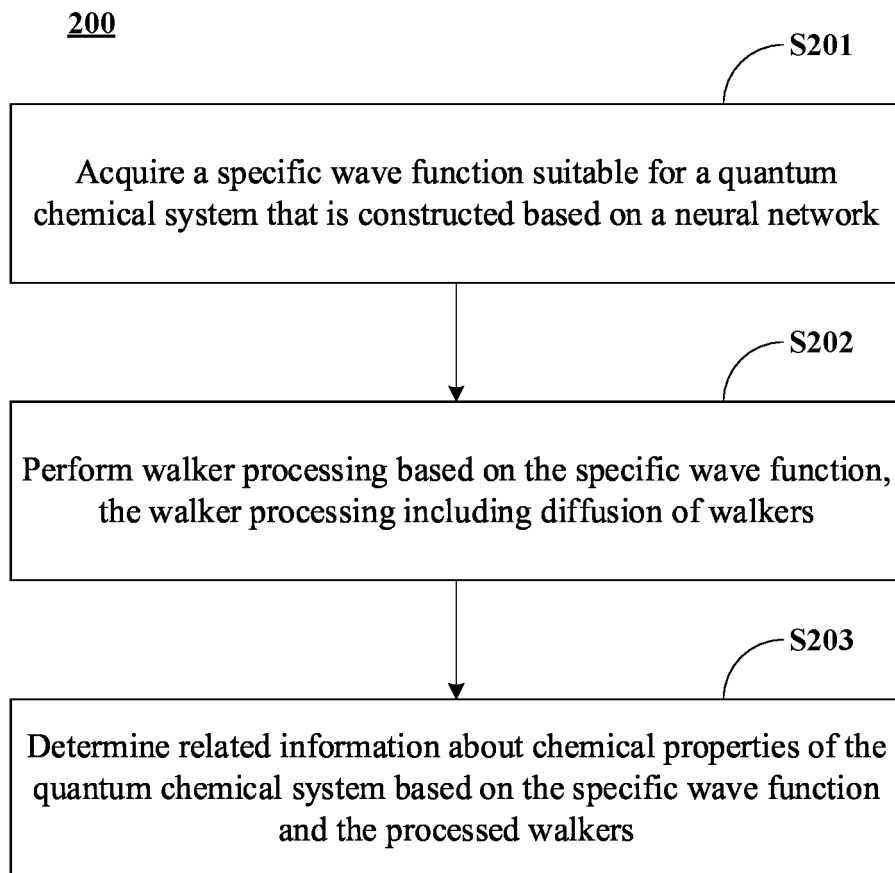 200
S201
Acquire a specific wave function suitable for a quantum
chemical system that is constructed based on a neural network
S202
Perform walker processing based on the specific wave function,
the walker processing including diffusion of walkers
S203
Determine related information about chemical properties of the
quantum chemical system based on the specific wave function
and the processed walkers